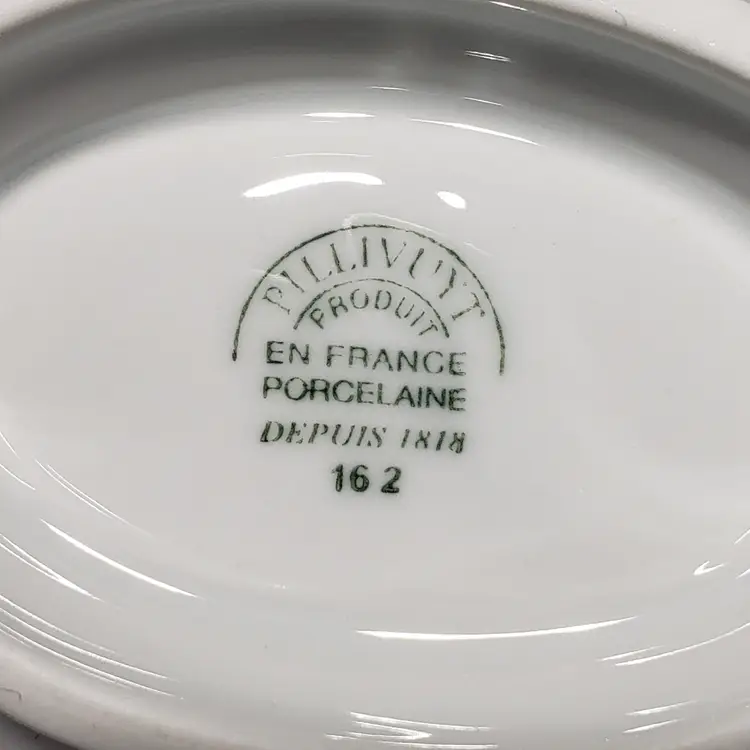 PILLIVUYT
PRODUIT
EN FRANCE
PORCELAINE
DEPUIS 1818
16 2